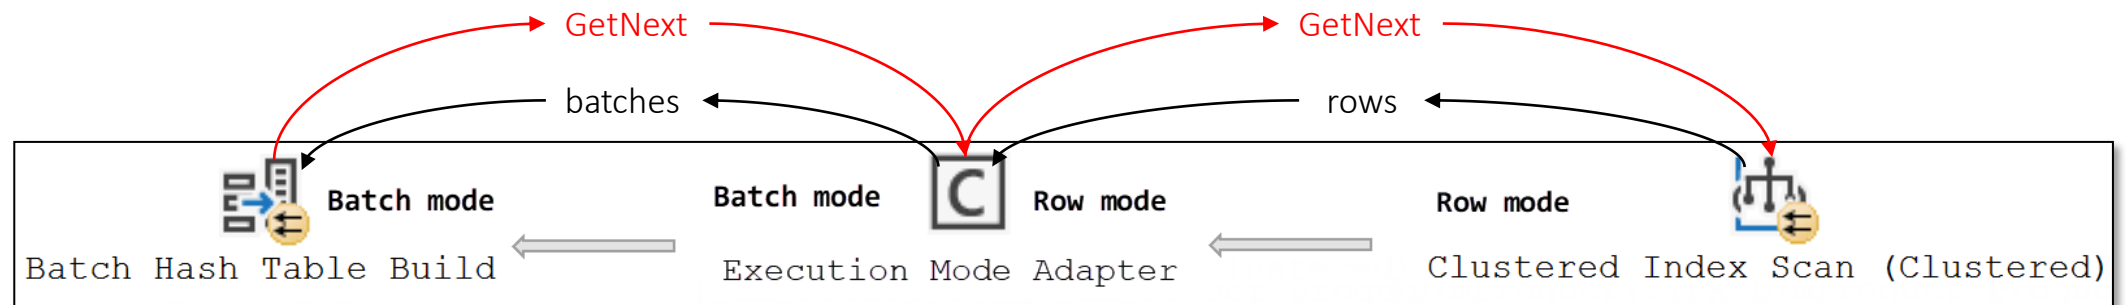 GetNext
GetNext
batches
rows
Batch mode
Batch mode
C
Row mode
Row mode
Batch Hash Table Build
Execution Mode Adapter
Clustered Index Scan (Clustered)